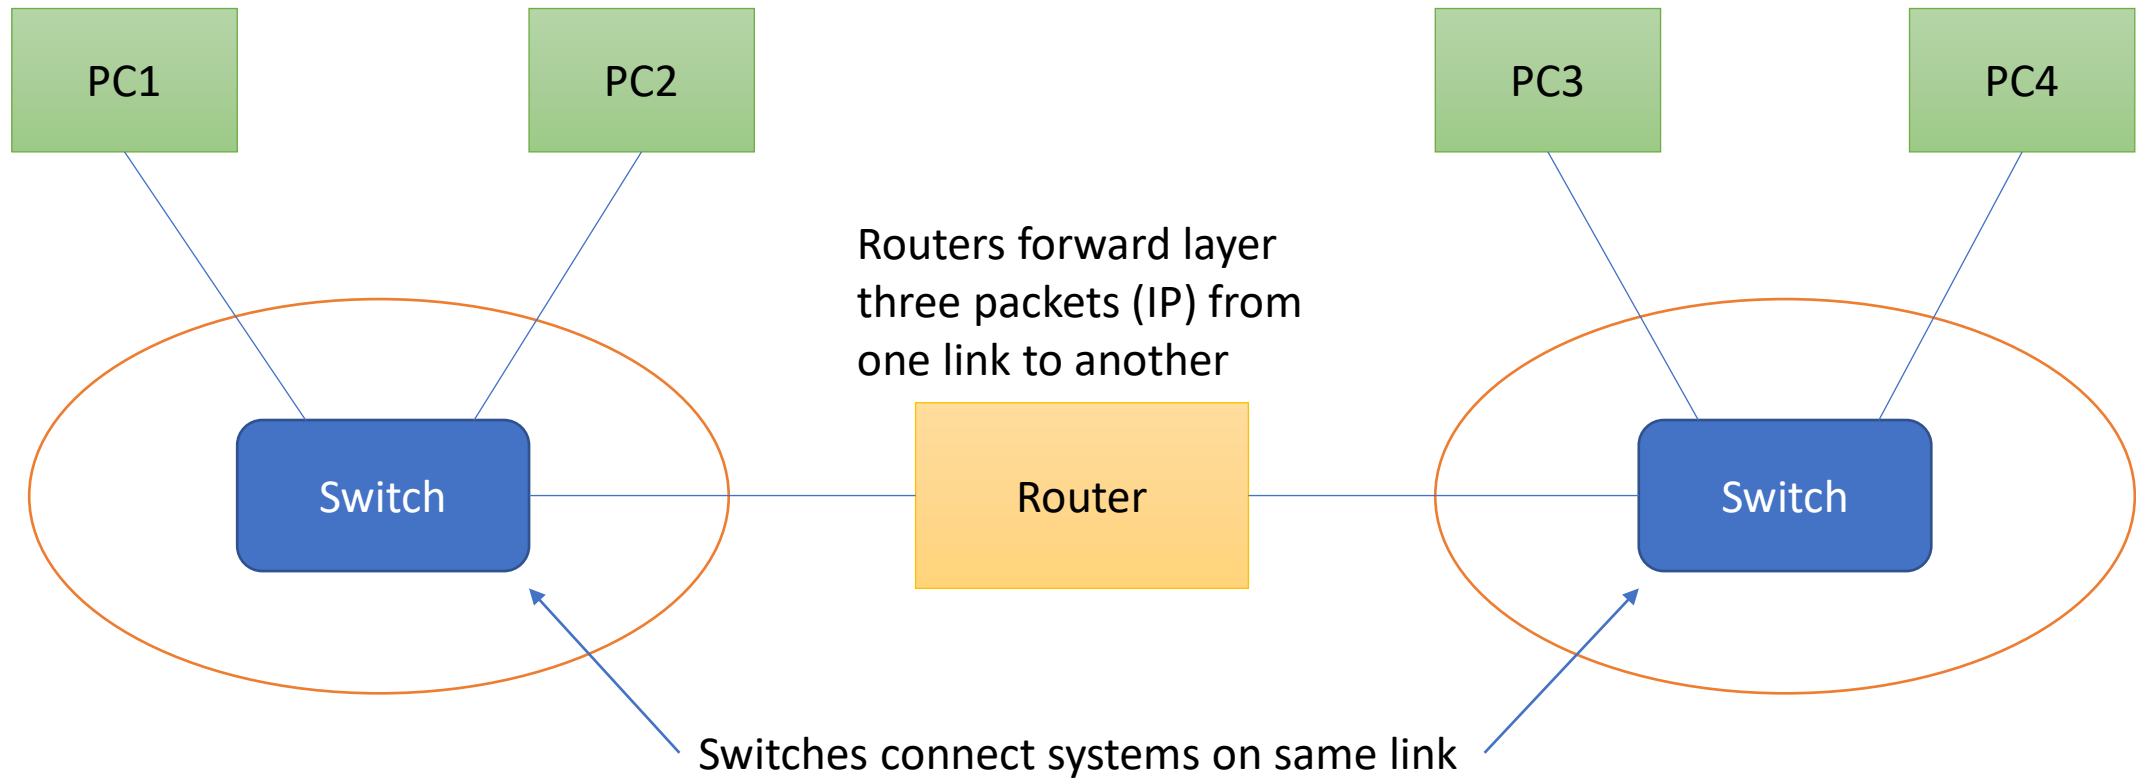 PC1
PC2
PC3
PC4
Routers forward layer
three packets (IP) from
one link to another
Switch
Router
Switch
Switches connect systems on same link